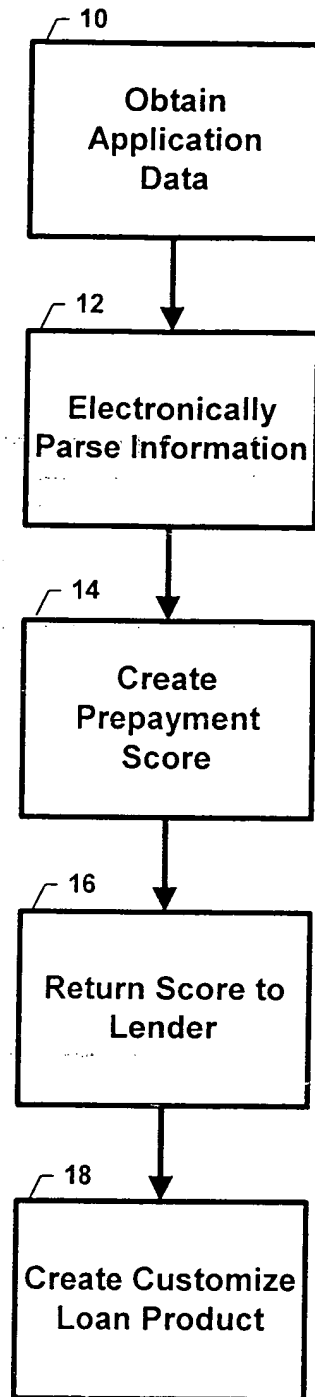 10
Obtain
Application
Data
12
Electronically
Parse Information
14
Create
Prepayment
Score
16
Return Score to
Lender
18
Create Customize
Loan Product